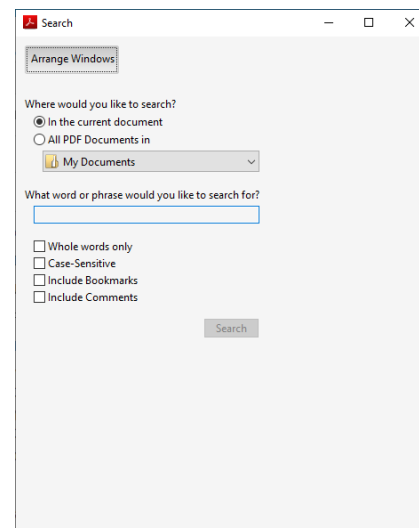 Search
Arrange Windows
Where would you like to search?
In the current document
All PDF Documents in
My Documents
What word or phrase would you like to search for?
Whole words only
Case-Sensitive
Include Bookmarks
Include Comments
Search